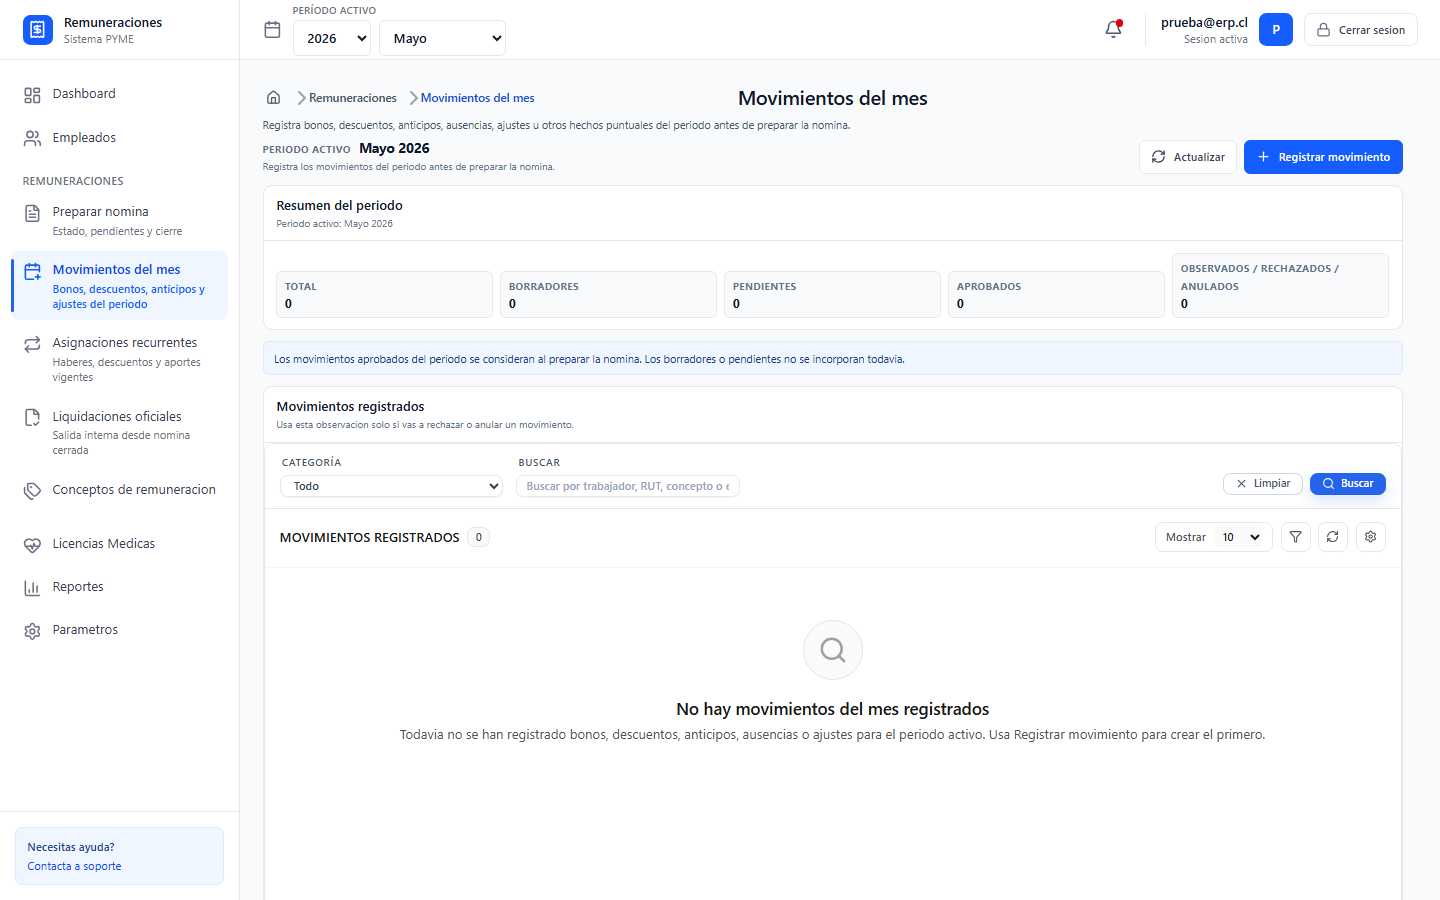 Remuneraciones
Sistema PYME
PERÍODO ACTIVO
2026
Mayo
prueba@erp.cl
Sesion activa
P
Cerrar sesion
Dashboard
Empleados
REMUNERACIONES
Preparar nomina
Estado, pendientes y cierre
Movimientos del mes
Bonos, descuentos, anticipos y
ajustes del periodo
Asignaciones recurrentes
Haberes, descuentos y aportes
vigentes
Liquidaciones oficiales
Salida interna desde nomina
cerrada
Conceptos de remuneracion
Licencias Medicas
Reportes
Parametros
Necesitas ayuda?
Contacta a soporte
Remuneraciones
Movimientos del mes
Movimientos del mes
Registra bonos, descuentos, anticipos, ausencias, ajustes u otros hechos puntuales del periodo antes de preparar la nomina.
PERIODO ACTIVO Mayo 2026
Registra los movimientos del periodo antes de preparar la nomina.
Actualizar
Registrar movimiento
Resumen del periodo
Periodo activo: Mayo 2026
TOTAL
0
BORRADORES
0
PENDIENTES
0
APROBADOS
0
OBSERVADOS / RECHAZADOS /
ANULADOS
0
Los movimientos aprobados del periodo se consideran al preparar la nomina. Los borradores o pendientes no se incorporan todavia.
Movimientos registrados
Usa esta observacion solo si vas a rechazar o anular un movimiento.
CATEGORÍA
Todo
BUSCAR
Buscar por trabajador, RUT, concepto o e
Limpiar
Buscar
MOVIMIENTOS REGISTRADOS 0
Mostrar 10
No hay movimientos del mes registrados
Todavia no se han registrado bonos, descuentos, anticipos, ausencias o ajustes para el periodo activo. Usa Registrar movimiento para crear el primero.